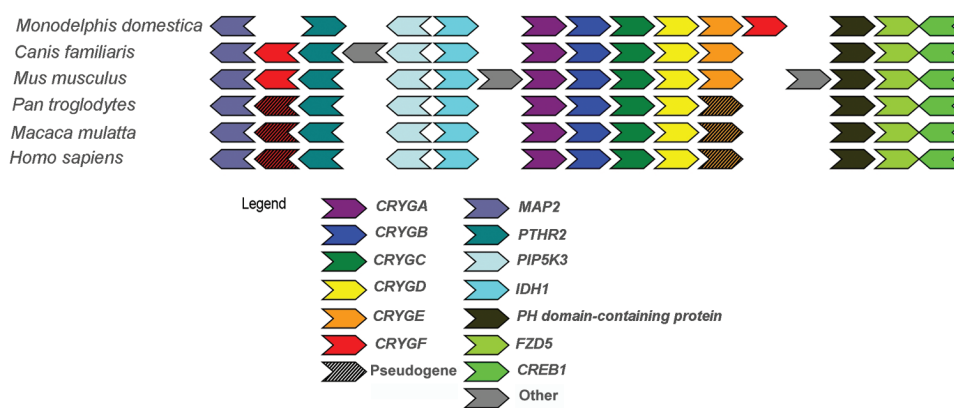 Monodelphis domestica
Canis familiaris
Mus musculus
Pan troglodytes
Macaca mulatta
Homo sapiens
Legend
CRYGA
CRYGB
CRYGC
CRYGD
CRYGE
CRYGF
Pseudogene
MAP2
PTHR2
PIP5K3
IDH1
PH domain-containing protein
FZD5
CREB1
Other